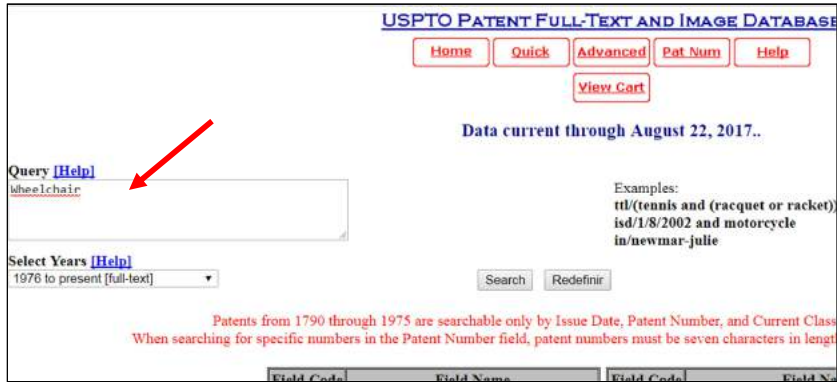 USPTO PATENT FULL-TEXT AND IMAGE DATABASE
Home Quick Advanced Pat Num Help
View Cart
Data current through August 22, 2017..
Query [Help]
Wheelchair
Examples:
ttl/(tennis and (racquet or racket))
isd/1/8/2002 and motorcycle
in/newmar-julie
Select Years [Help]
1976 to present [full-text]
Search Redefinir
Patents from 1790 through 1975 are searchable only by Issue Date, Patent Number, and Current Class
When searching for specific numbers in the Patent Number field, patent numbers must be seven characters in lengt
Field Code Field Name Field Code Field Na